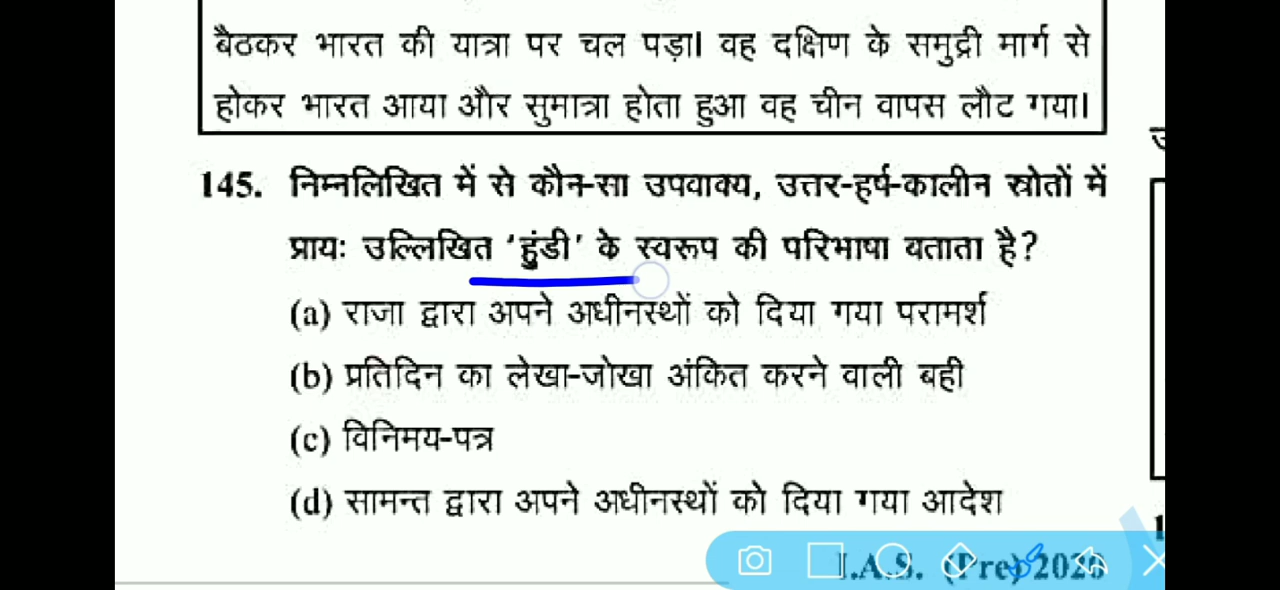 बैठकर भारत की यात्रा पर चल पड़ा। वह दक्षिण के समुद्री मार्ग से
होकर भारत आया और सुमात्रा होता हुआ वह चीन वापस लौट गया।
145. निम्नलिखित में से कौन-सा उपवाक्य, उत्तर-हर्ष-कालीन स्रोतों में
प्रायः उल्लिखित 'हुंडी' के स्वरूप की परिभाषा बताता है?
(a) राजा द्वारा अपने अधीनस्थों को दिया गया परामर्श
(b) प्रतिदिन का लेखा-जोखा अंकित करने वाली बही
(c) विनिमय-पत्र
(d) सामन्त द्वारा अपने अधीनस्थों को दिया गया आदेश
I.A.S. (Pre) 2020